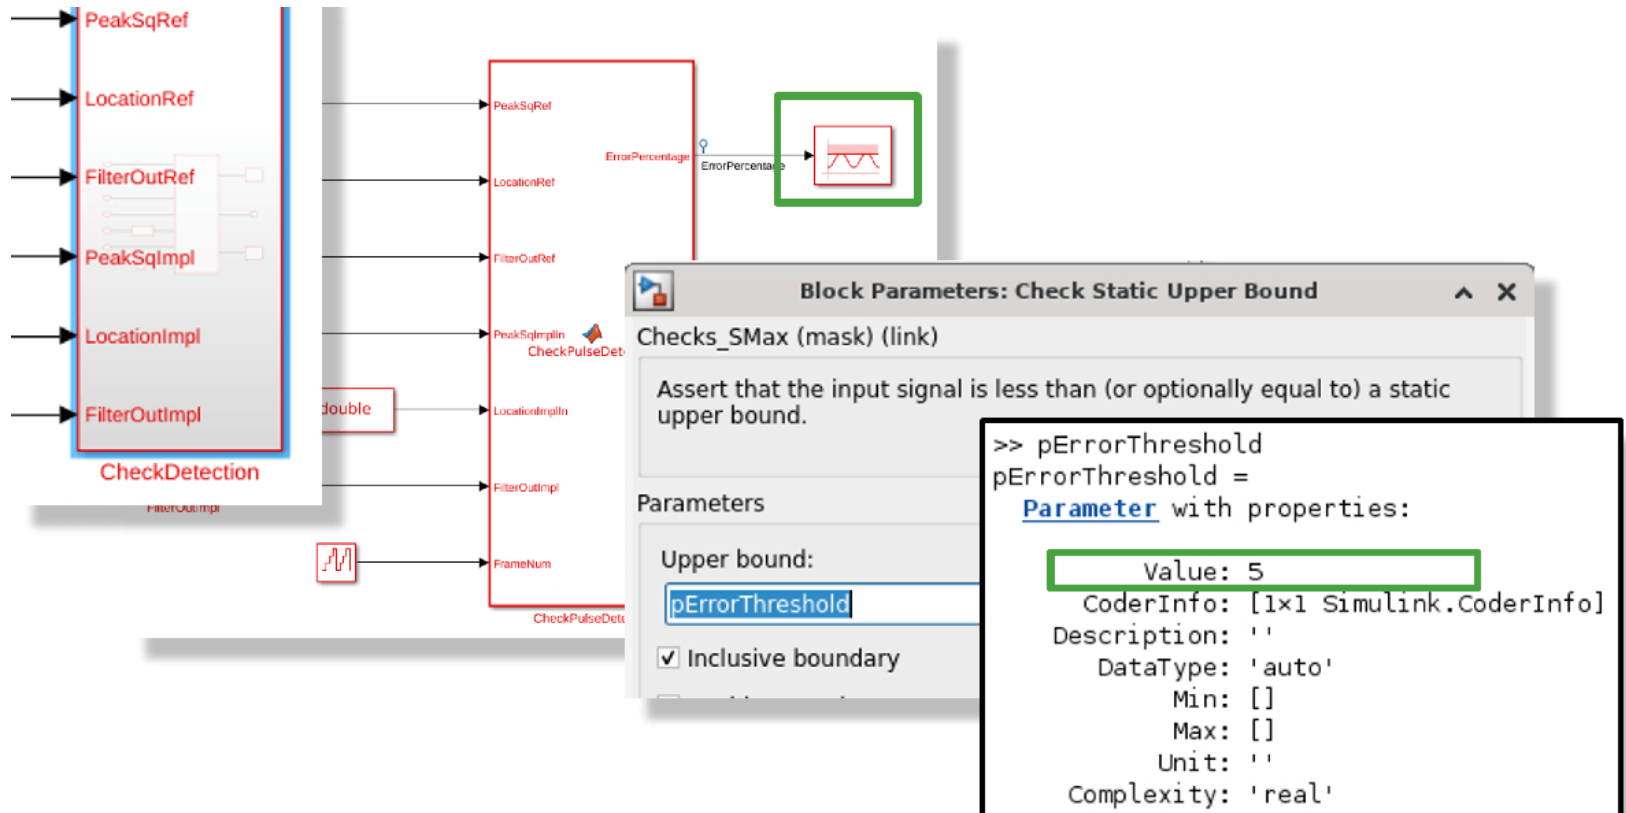 PeakSqRef
LocationRef
FilterOutRef
PeakSqImpl
LocationImpl
FilterOutImpl
CheckDetection
FilterOutImpl
double
PeakSqRef
LocationRef
FilterOutRef
PeakSqImplIn
LocationImplIn
FilterOutImpl
FrameNum
ErrorPercentage
ErrorPercentage
Block Parameters: Check Static Upper Bound
Checks_SMax (mask) (link)
Assert that the input signal is less than (or optionally equal to) a static
upper bound.
Parameters
Upper bound:
pErrorThreshold
Inclusive boundary
>> pErrorThreshold
pErrorThreshold =
Parameter with properties:
Value: 5
CoderInfo: [1×1 Simulink.CoderInfo]
Description: ''
DataType: 'auto'
Min: []
Max: []
Unit: ''
Complexity: 'real'